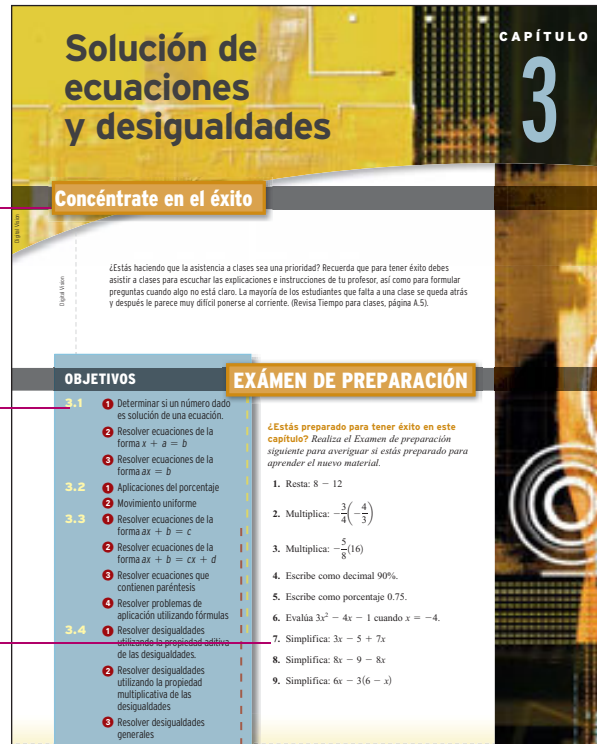 Solución de
ecuaciones
y desigualdades
CAPÍTULO
3
Concéntrate en el éxito
Digital Vision
Digital Vision
¿Estás haciendo que la asistencia a clases sea una prioridad? Recuerda que para tener éxito debes
asistir a clases para escuchar las explicaciones e instrucciones de tu profesor, así como para formular
preguntas cuando algo no está claro. La mayoría de los estudiantes que falta a una clase se queda atrás
y después le parece muy difícil ponerse al corriente. (Revisa Tiempo para clases, página A.5).
OBJETIVOS
3.1 1 Determinar si un número dado
es solución de una ecuación.
2 Resolver ecuaciones de la
forma x + a = b
3 Resolver ecuaciones de la
forma ax = b
3.2 1 Aplicaciones del porcentaje
2 Movimiento uniforme
3.3 1 Resolver ecuaciones de la
forma ax + b = c
2 Resolver ecuaciones de la
forma ax + b = cx + d
3 Resolver ecuaciones que
contienen paréntesis
4 Resolver problemas de
aplicación utilizando fórmulas
3.4 1 Resolver desigualdades
utilizando la propiedad aditiva
de las desigualdades.
2 Resolver desigualdades
utilizando la propiedad
multiplicativa de las
desigualdades
3 Resolver desigualdades
generales
EXÁMEN DE PREPARACIÓN
¿Estás preparado para tener éxito en este
capítulo? Realiza el Examen de preparación
siguiente para averiguar si estás preparado para
aprender el nuevo material.
1. Resta: 8 − 12
2. Multiplica: −3/4(−4/3)
3. Multiplica: −5/8(16)
4. Escribe como decimal 90%.
5. Escribe como porcentaje 0.75.
6. Evalúa 3x² − 4x − 1 cuando x = −4.
7. Simplifica: 3x − 5 + 7x
8. Simplifica: 8x − 9 − 8x
9. Simplifica: 6x − 3(6 − x)